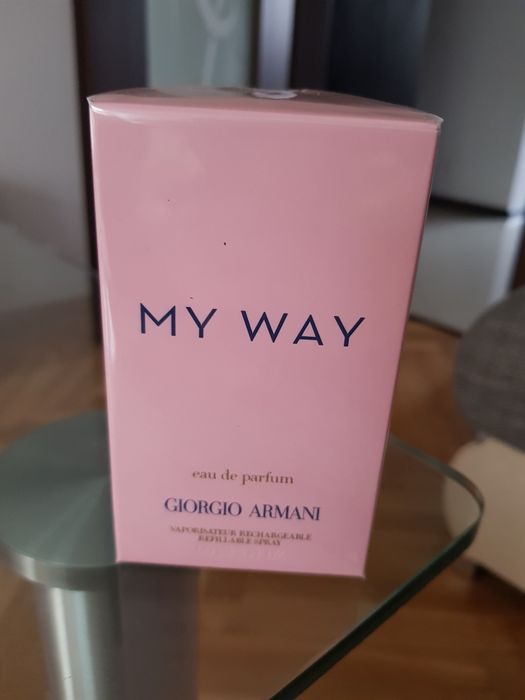 MY WAY
eau de parfum
GIORGIO ARMANI
VAPORISATEUR RECHARGEABLE
REFILLABLE SPRAY